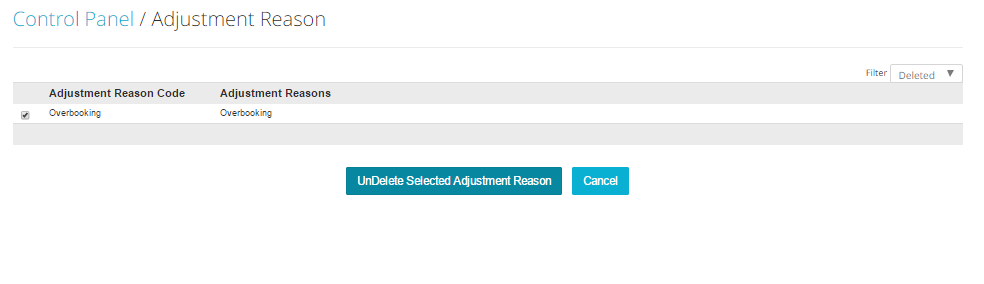 Control Panel / Adjustment Reason
Filter Deleted
Adjustment Reason Code Adjustment Reasons
Overbooking Overbooking
UnDelete Selected Adjustment Reason Cancel